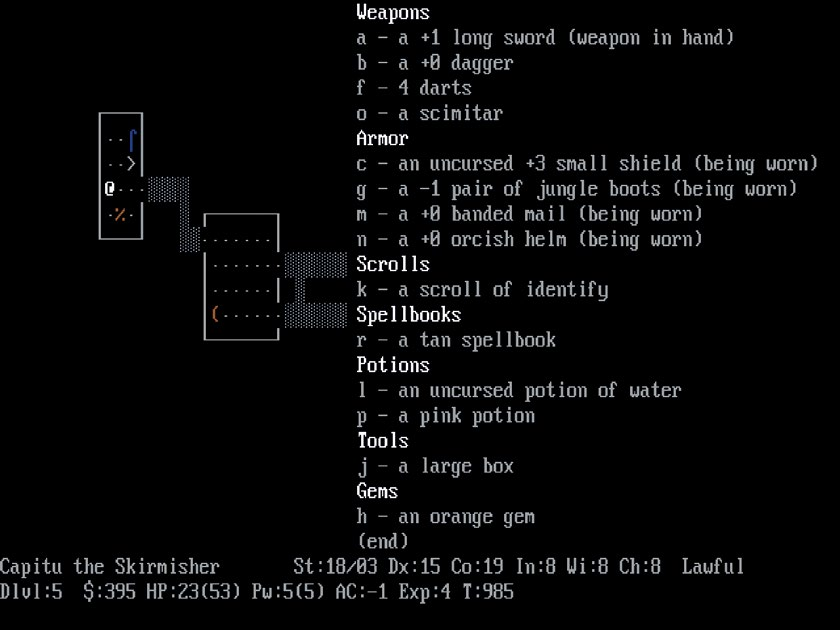 Weapons
a - a +1 long sword (weapon in hand)
b - a +0 dagger
f - 4 darts
o - a scimitar
Armor
c - an uncursed +3 small shield (being worn)
g - a -1 pair of jungle boots (being worn)
m - a +0 banded mail (being worn)
n - a +0 orcish helm (being worn)
Scrolls
k - a scroll of identify
Spellbooks
r - a tan spellbook
Potions
l - an uncursed potion of water
p - a pink potion
Tools
j - a large box
Gems
h - an orange gem
(end)
Capitu the Skirmisher St:18/03 Dx:15 Co:19 In:8 Wi:8 Ch:8 Lawful
Dlvl:5 $:395 HP:23(53) Pw:5(5) AC:-1 Exp:4 T:985